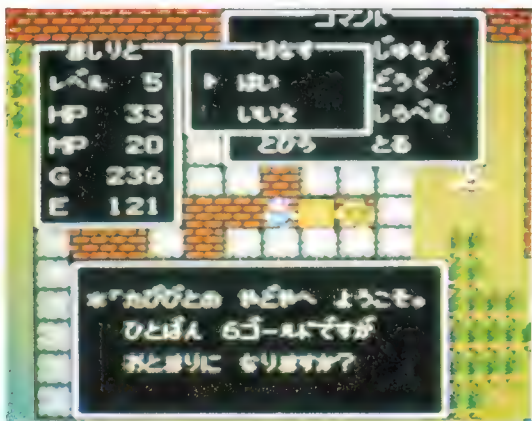 コマンド
ほしりと
はなす じゅもん
レベル 5
はい
どうぐ
HP 33
いいえ
しらべる
MP 20
とびら とる
G 236
E 121
＊「たびびとの やどやへ ようこそ。
ひとばん 6ゴールドですが
おとまりに なりますか？